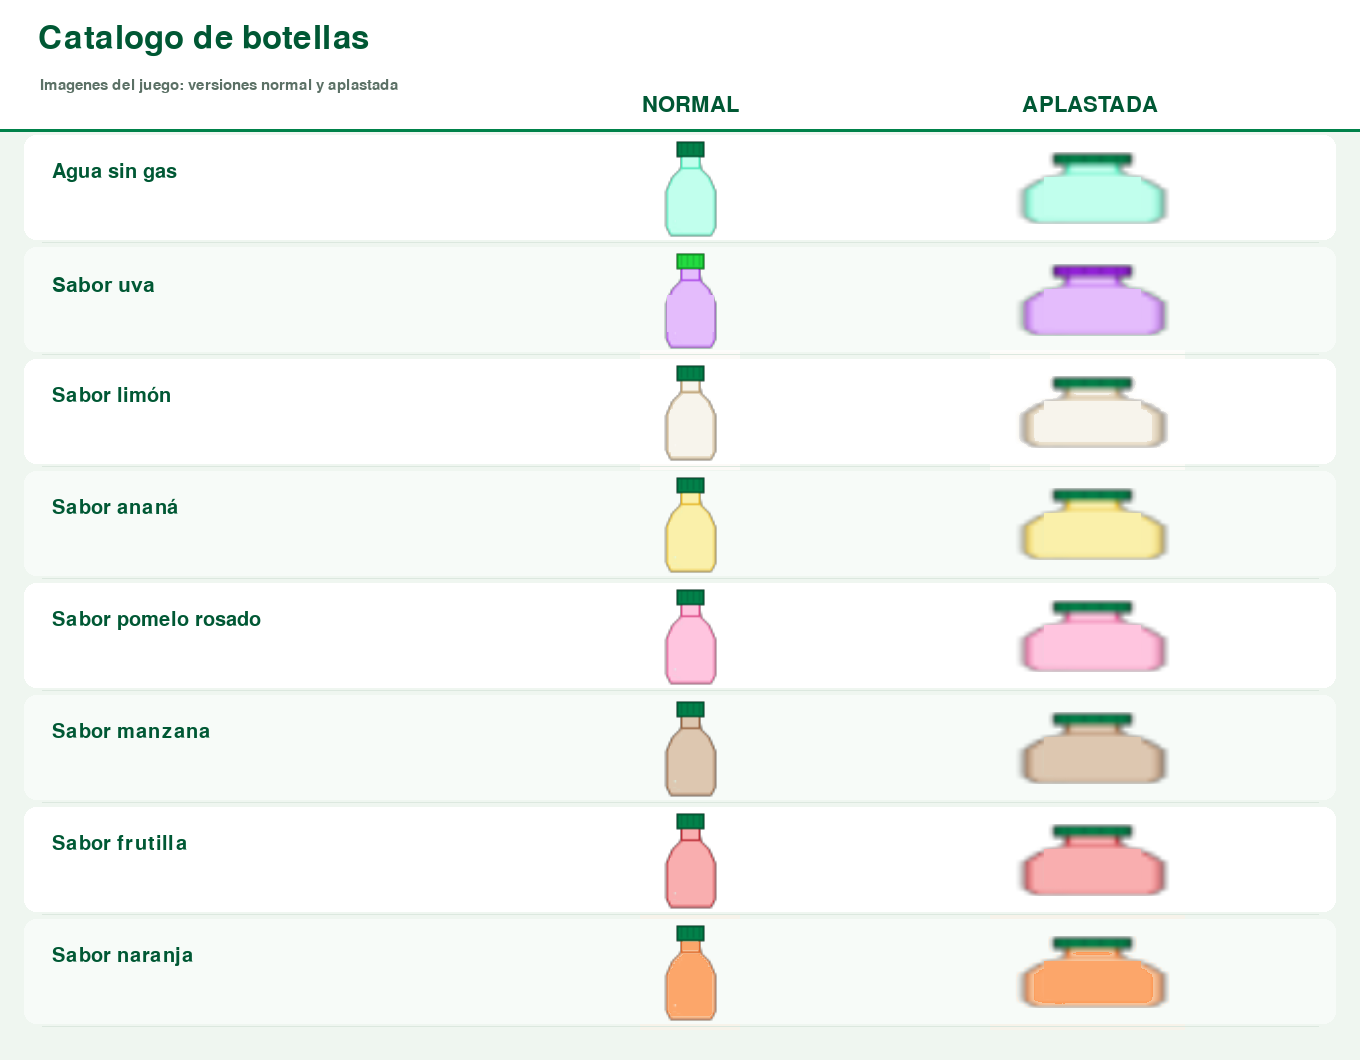 Catalogo de botellas
Imagenes del juego: versiones normal y aplastada
NORMAL APLASTADA
Agua sin gas
Sabor uva
Sabor limón
Sabor ananá
Sabor pomelo rosado
Sabor manzana
Sabor frutilla
Sabor naranja